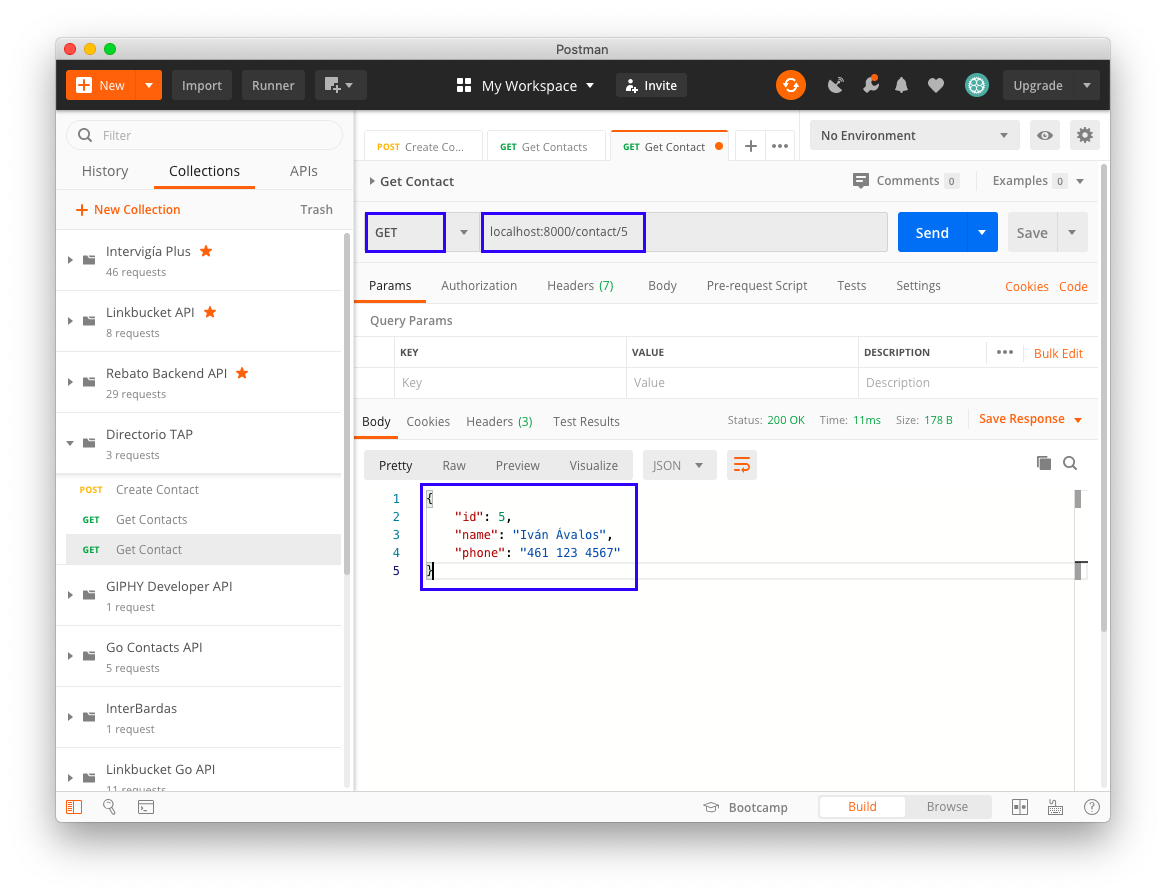 Postman
New
Import
Runner
My Workspace
Invite
Upgrade
Filter
History Collections APIs
+ New Collection Trash
Intervigía Plus
46 requests
Linkbucket API
8 requests
Rebato Backend API
29 requests
Directorio TAP
3 requests
POST Create Contact
GET Get Contacts
GET Get Contact
GIPHY Developer API
1 request
Go Contacts API
5 requests
InterBardas
1 request
Linkbucket Go API
11 requests
POST Create Co...
GET Get Contacts
GET Get Contact
No Environment
Get Contact
Comments 0 Examples 0
GET localhost:8000/contact/5 Send Save
Params Authorization Headers (7) Body Pre-request Script Tests Settings Cookies Code
Query Params
KEY VALUE DESCRIPTION Bulk Edit
Key Value Description
Body Cookies Headers (3) Test Results Status: 200 OK Time: 11ms Size: 178 B Save Response
Pretty Raw Preview Visualize JSON
1 {
2 "id": 5,
3 "name": "Iván Ávalos",
4 "phone": "461 123 4567"
5 }
Bootcamp Build Browse